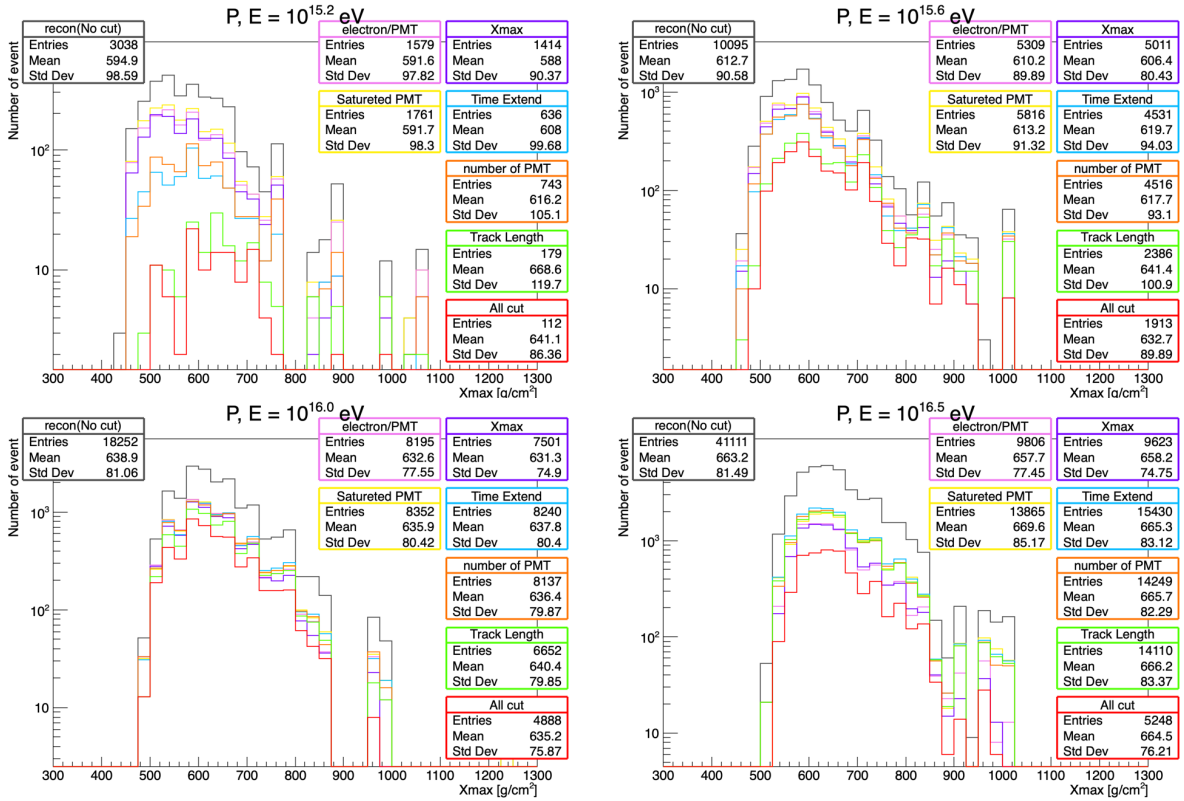 P, E = 10^15.2 eV
recon(No cut)
Entries 3038
Mean 594.9
Std Dev 98.59
electron/PMT
Entries 1579
Mean 591.6
Std Dev 97.82
Xmax
Entries 1414
Mean 588
Std Dev 90.37
Satureted PMT
Entries 1761
Mean 591.7
Std Dev 98.3
Time Extend
Entries 636
Mean 608
Std Dev 99.68
number of PMT
Entries 743
Mean 616.2
Std Dev 105.1
Track Length
Entries 179
Mean 668.6
Std Dev 119.7
All cut
Entries 112
Mean 641.1
Std Dev 86.36
Number of event
10^2
10
300 400 500 600 700 800 900 1000 1100 1200 1300
Xmax [g/cm^2]
P, E = 10^15.6 eV
recon(No cut)
Entries 10095
Mean 612.7
Std Dev 90.58
electron/PMT
Entries 5309
Mean 610.2
Std Dev 89.89
Xmax
Entries 5011
Mean 606.4
Std Dev 80.43
Satureted PMT
Entries 5816
Mean 613.2
Std Dev 91.32
Time Extend
Entries 4531
Mean 619.7
Std Dev 94.03
number of PMT
Entries 4516
Mean 617.7
Std Dev 93.1
Track Length
Entries 2386
Mean 641.4
Std Dev 100.9
All cut
Entries 1913
Mean 632.7
Std Dev 89.89
Number of event
10^3
10^2
10
300 400 500 600 700 800 900 1000 1100 1200 1300
Xmax [g/cm^2]
P, E = 10^16.0 eV
recon(No cut)
Entries 18252
Mean 638.9
Std Dev 81.06
electron/PMT
Entries 8195
Mean 632.6
Std Dev 77.55
Xmax
Entries 7501
Mean 631.3
Std Dev 74.9
Satureted PMT
Entries 8352
Mean 635.9
Std Dev 80.42
Time Extend
Entries 8240
Mean 637.8
Std Dev 80.4
number of PMT
Entries 8137
Mean 636.4
Std Dev 79.87
Track Length
Entries 6652
Mean 640.4
Std Dev 79.85
All cut
Entries 4888
Mean 635.2
Std Dev 75.87
Number of event
10^3
10^2
10
300 400 500 600 700 800 900 1000 1100 1200 1300
Xmax [g/cm^2]
P, E = 10^16.5 eV
recon(No cut)
Entries 41111
Mean 663.2
Std Dev 81.49
electron/PMT
Entries 9806
Mean 657.7
Std Dev 77.45
Xmax
Entries 9623
Mean 658.2
Std Dev 74.75
Satureted PMT
Entries 13865
Mean 669.6
Std Dev 85.17
Time Extend
Entries 15430
Mean 665.3
Std Dev 83.12
number of PMT
Entries 14249
Mean 665.7
Std Dev 82.29
Track Length
Entries 14110
Mean 666.2
Std Dev 83.37
All cut
Entries 5248
Mean 664.5
Std Dev 76.21
Number of event
10^3
10^2
10
300 400 500 600 700 800 900 1000 1100 1200 1300
Xmax [g/cm^2]